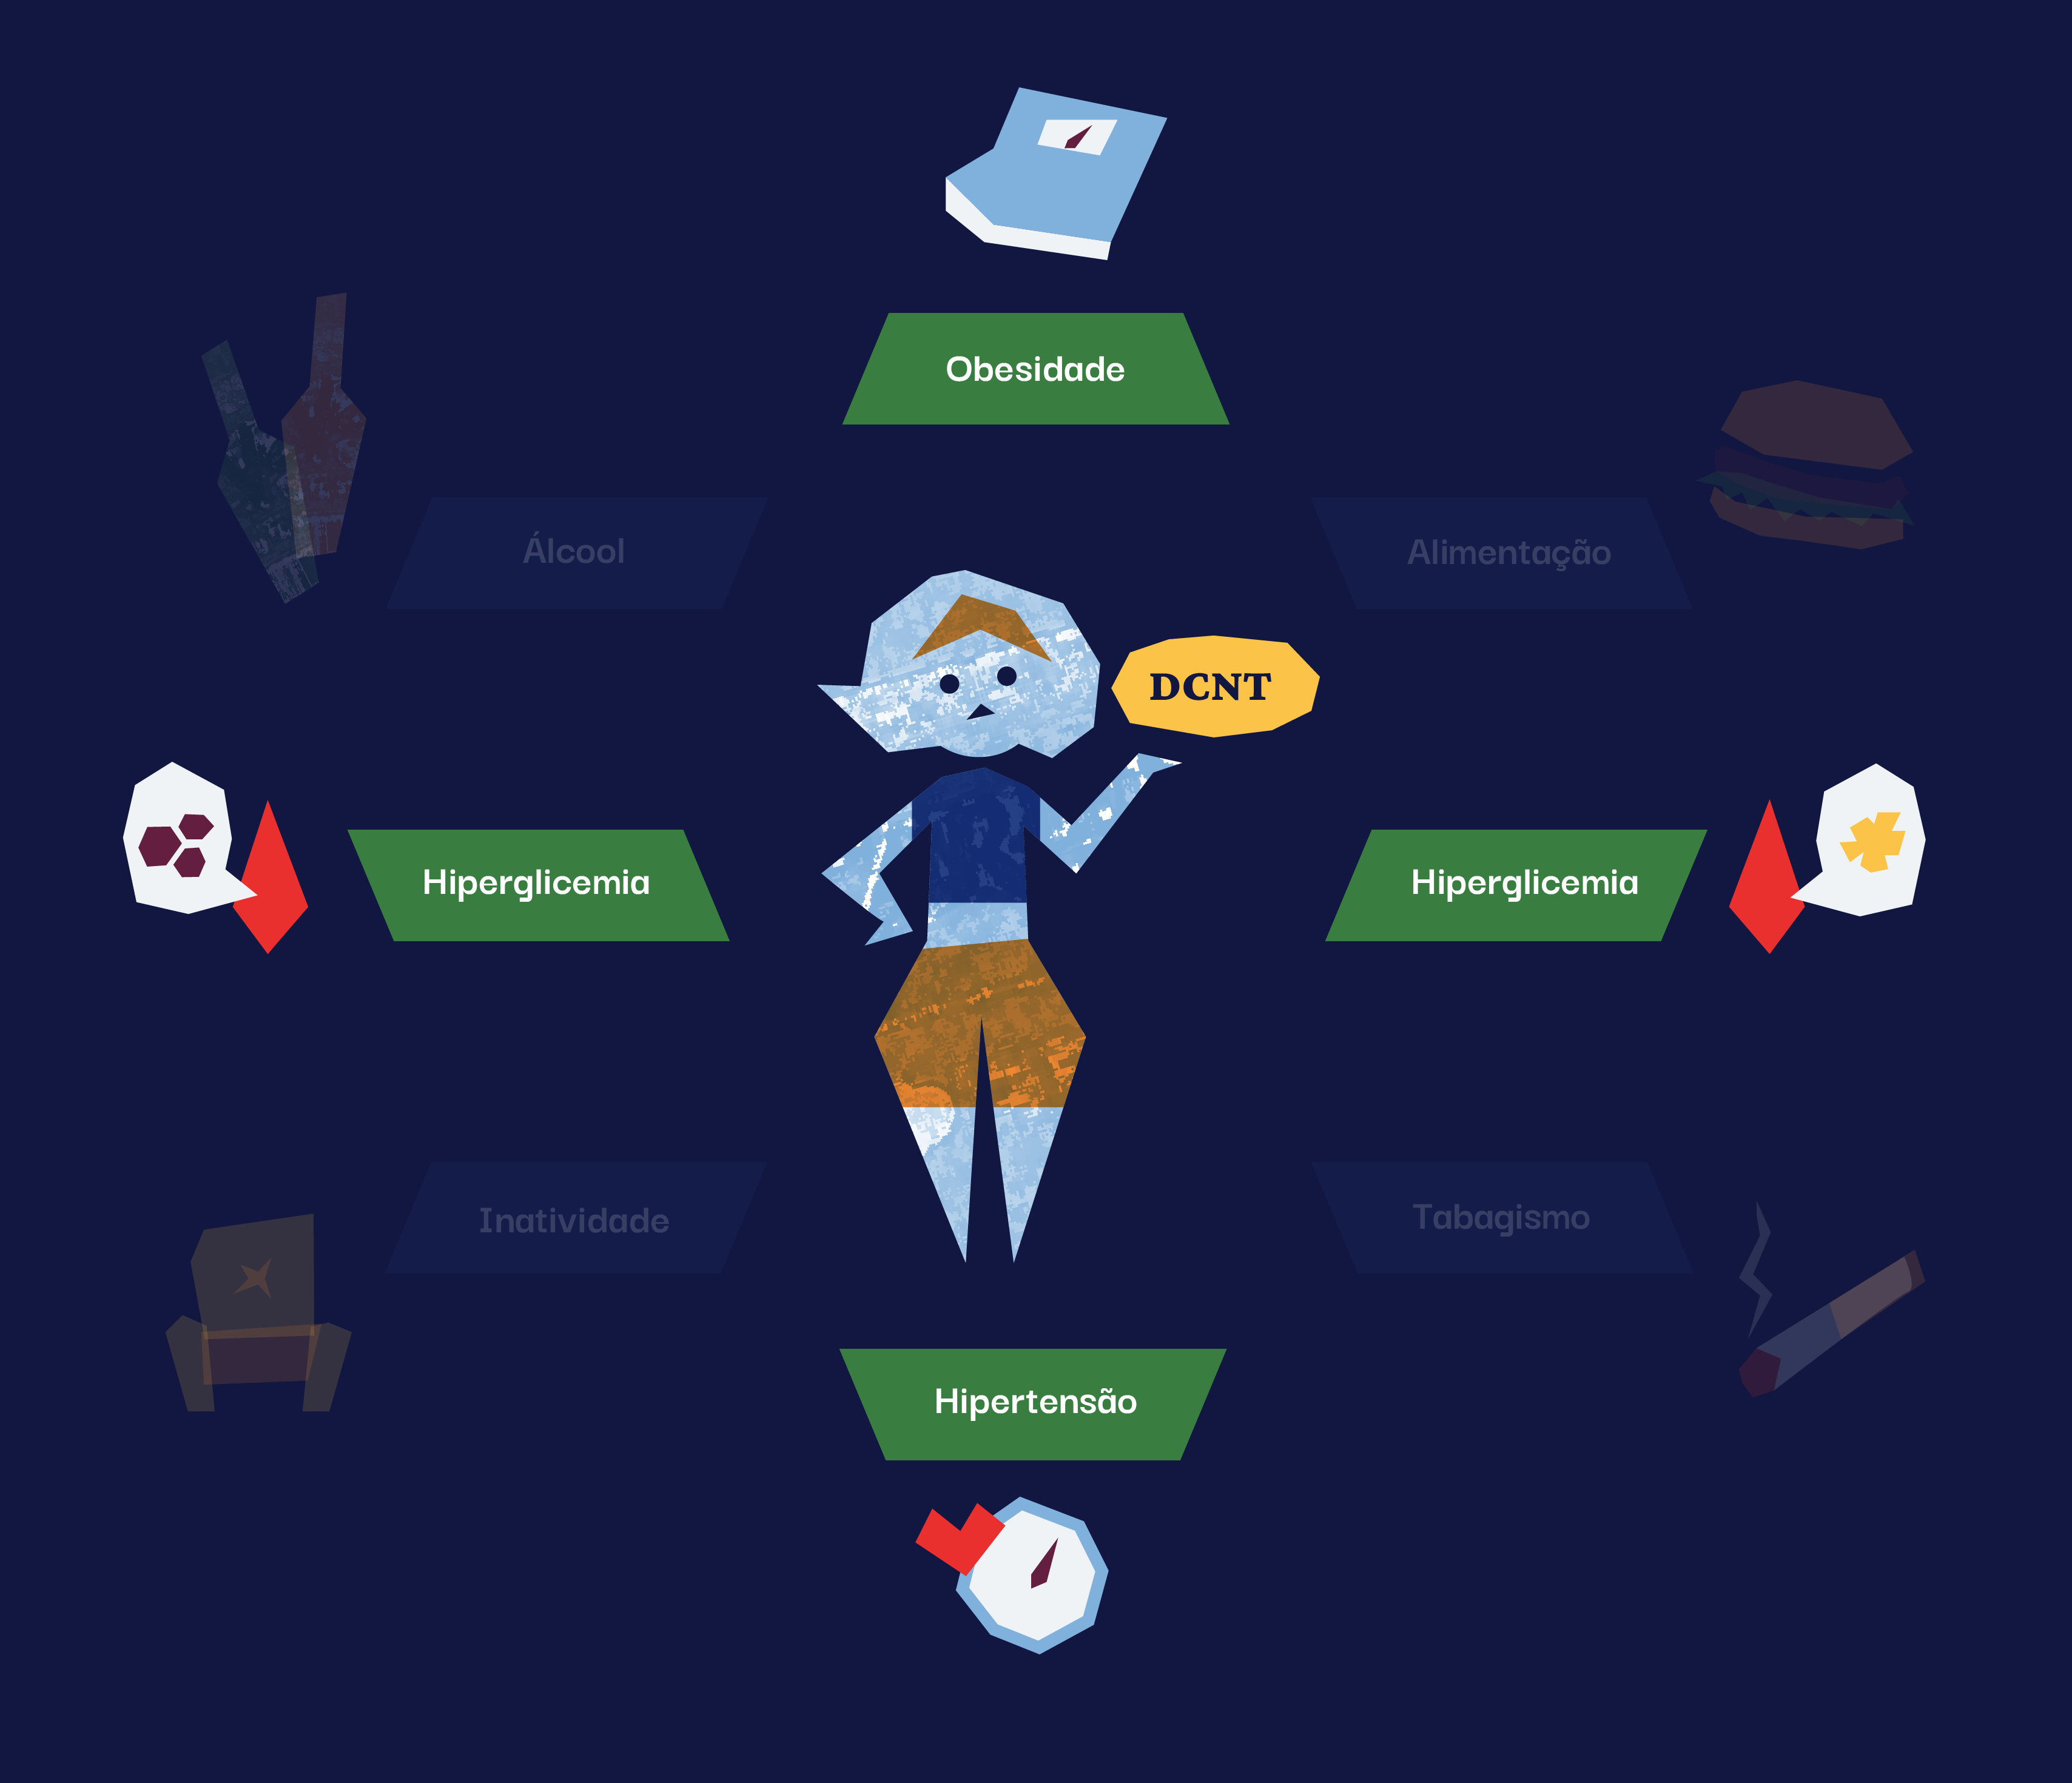 Obesidade
Álcool
Alimentação
DCNT
Hiperglicemia
Hiperglicemia
Inatividade
Tabagismo
Hipertensão